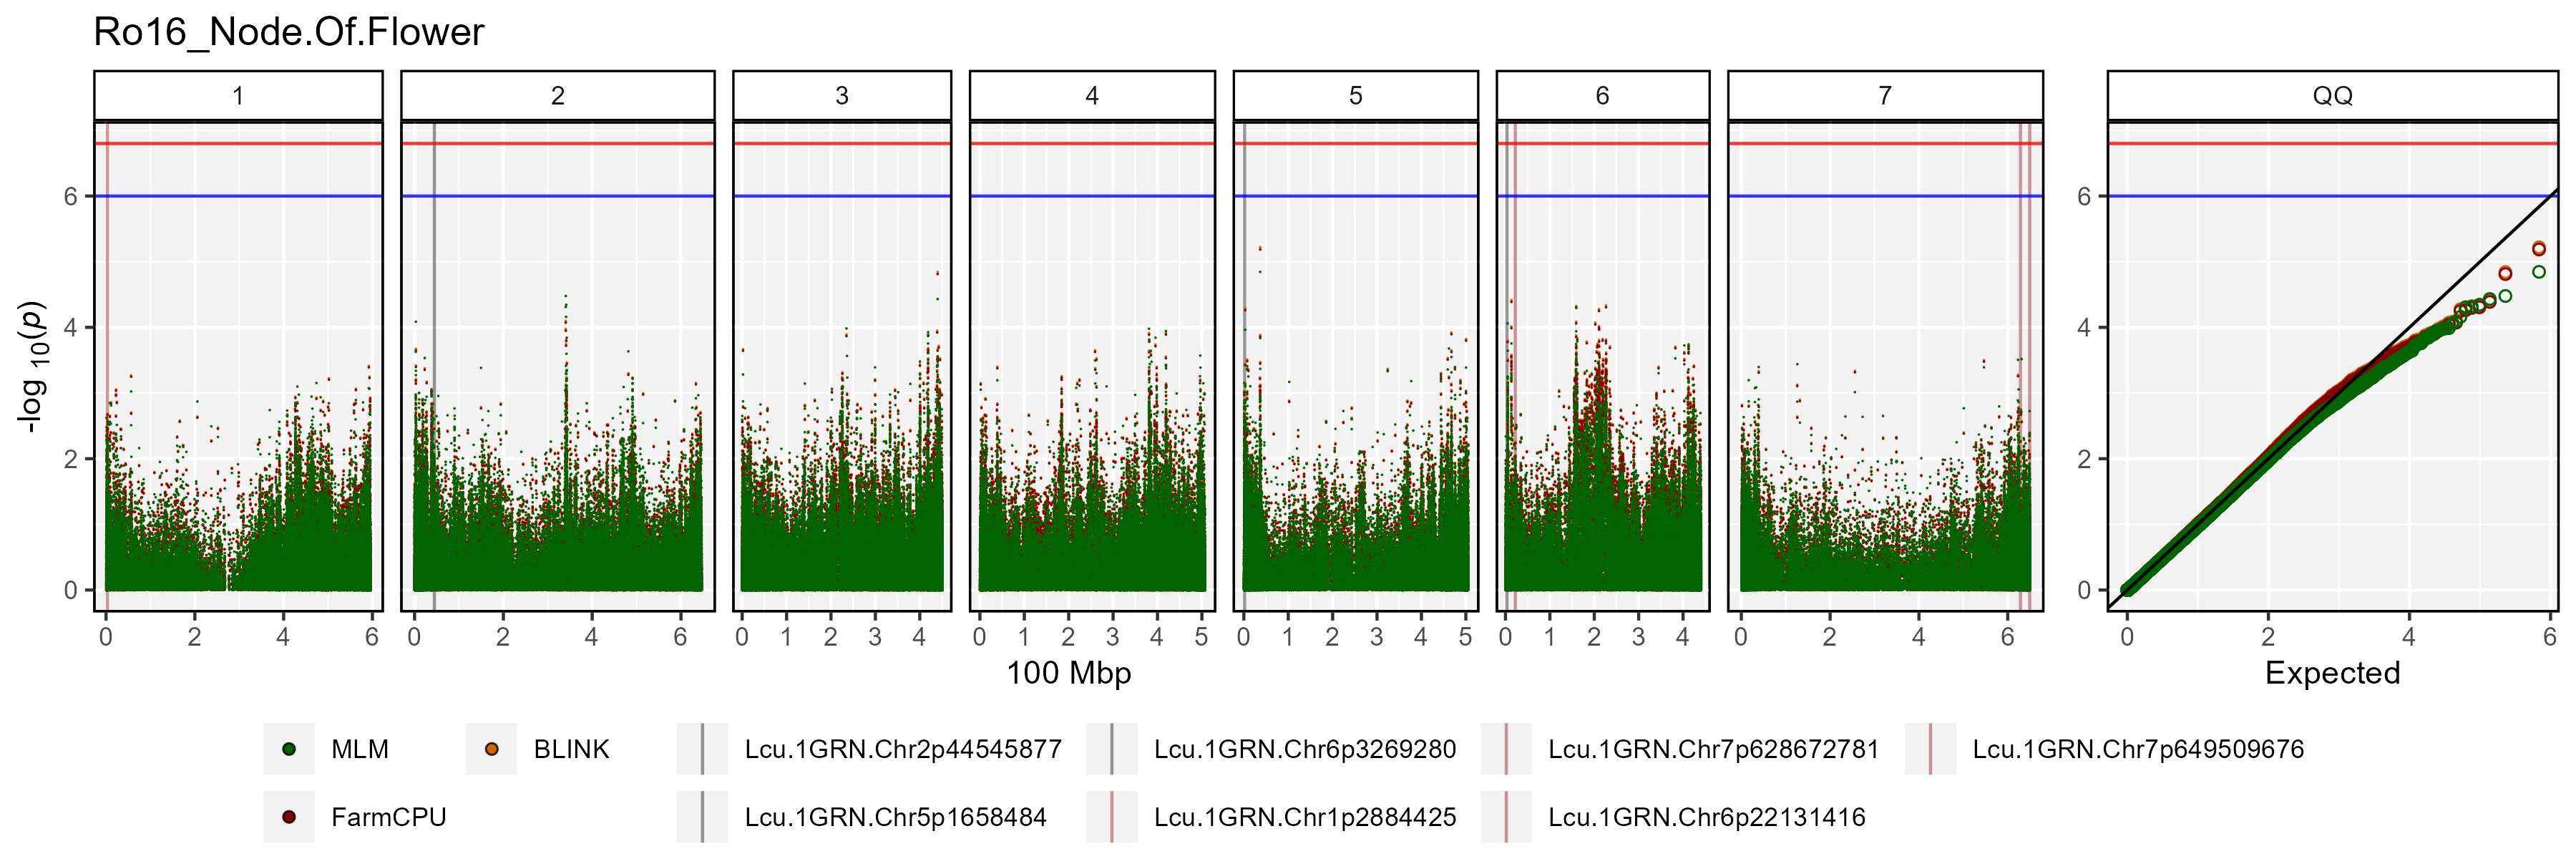 Ro16_Node.Of.Flower
1 2 3 4 5 6 7 QQ
-log 10(p)
6 6
4 4
2 2
0 0
0 2 4 6 0 2 4 6 0 1 2 3 4 0 1 2 3 4 5 0 1 2 3 4 5 0 1 2 3 4 0 2 4 6 0 2 4 6
100 Mbp Expected
MLM BLINK Lcu.1GRN.Chr2p44545877 Lcu.1GRN.Chr6p3269280 Lcu.1GRN.Chr7p628672781 Lcu.1GRN.Chr7p649509676
FarmCPU Lcu.1GRN.Chr5p1658484 Lcu.1GRN.Chr1p2884425 Lcu.1GRN.Chr6p22131416